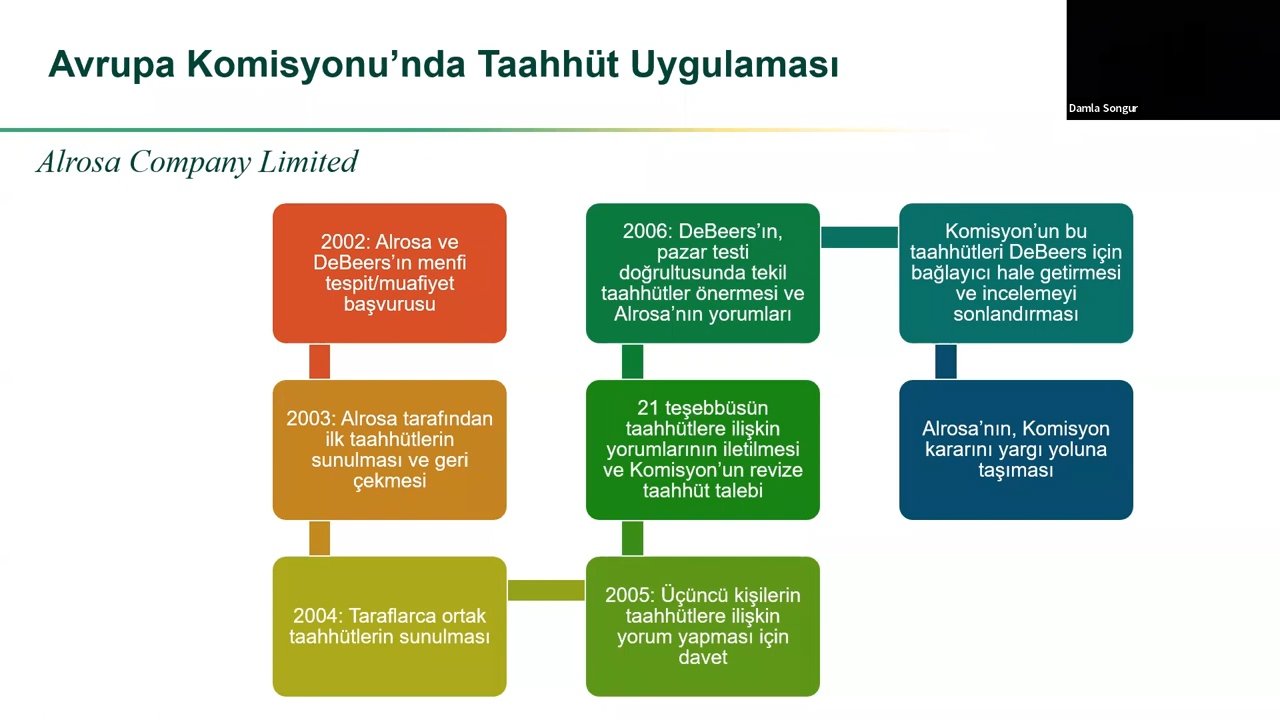 Avrupa Komisyonu’nda Taahhüt Uygulaması
Damla Songur
Alrosa Company Limited
2002: Alrosa ve
DeBeers’ın menfi
tespit/muafiyet
başvurusu
2003: Alrosa tarafından
ilk taahhütlerin
sunulması ve geri
çekmesi
2004: Taraflarca ortak
taahhütlerin sunulması
2005: Üçüncü kişilerin
taahhütlere ilişkin
yorum yapması için
davet
21 teşebbüsün
taahhütlere ilişkin
yorumlarının iletilmesi
ve Komisyon’un revize
taahhüt talebi
2006: DeBeers’ın,
pazar testi
doğrultusunda tekil
taahhütler önermesi ve
Alrosa’nın yorumları
Komisyon’un bu
taahhütleri DeBeers için
bağlayıcı hale getirmesi
ve incelemeyi
sonlandırması
Alrosa’nın, Komisyon
kararını yargı yoluna
taşıması